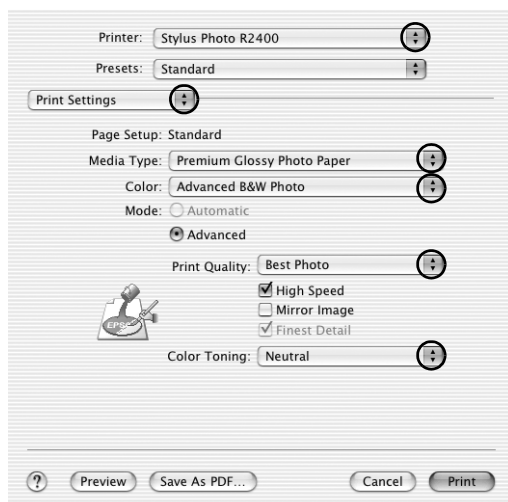 Printer: Stylus Photo R2400
Presets: Standard
Print Settings
Page Setup: Standard
Media Type: Premium Glossy Photo Paper
Color: Advanced B&W Photo
Mode: Automatic
Advanced
Print Quality: Best Photo
High Speed
Mirror Image
EPSON
Finest Detail
Color Toning: Neutral
? Preview Save As PDF... Cancel Print